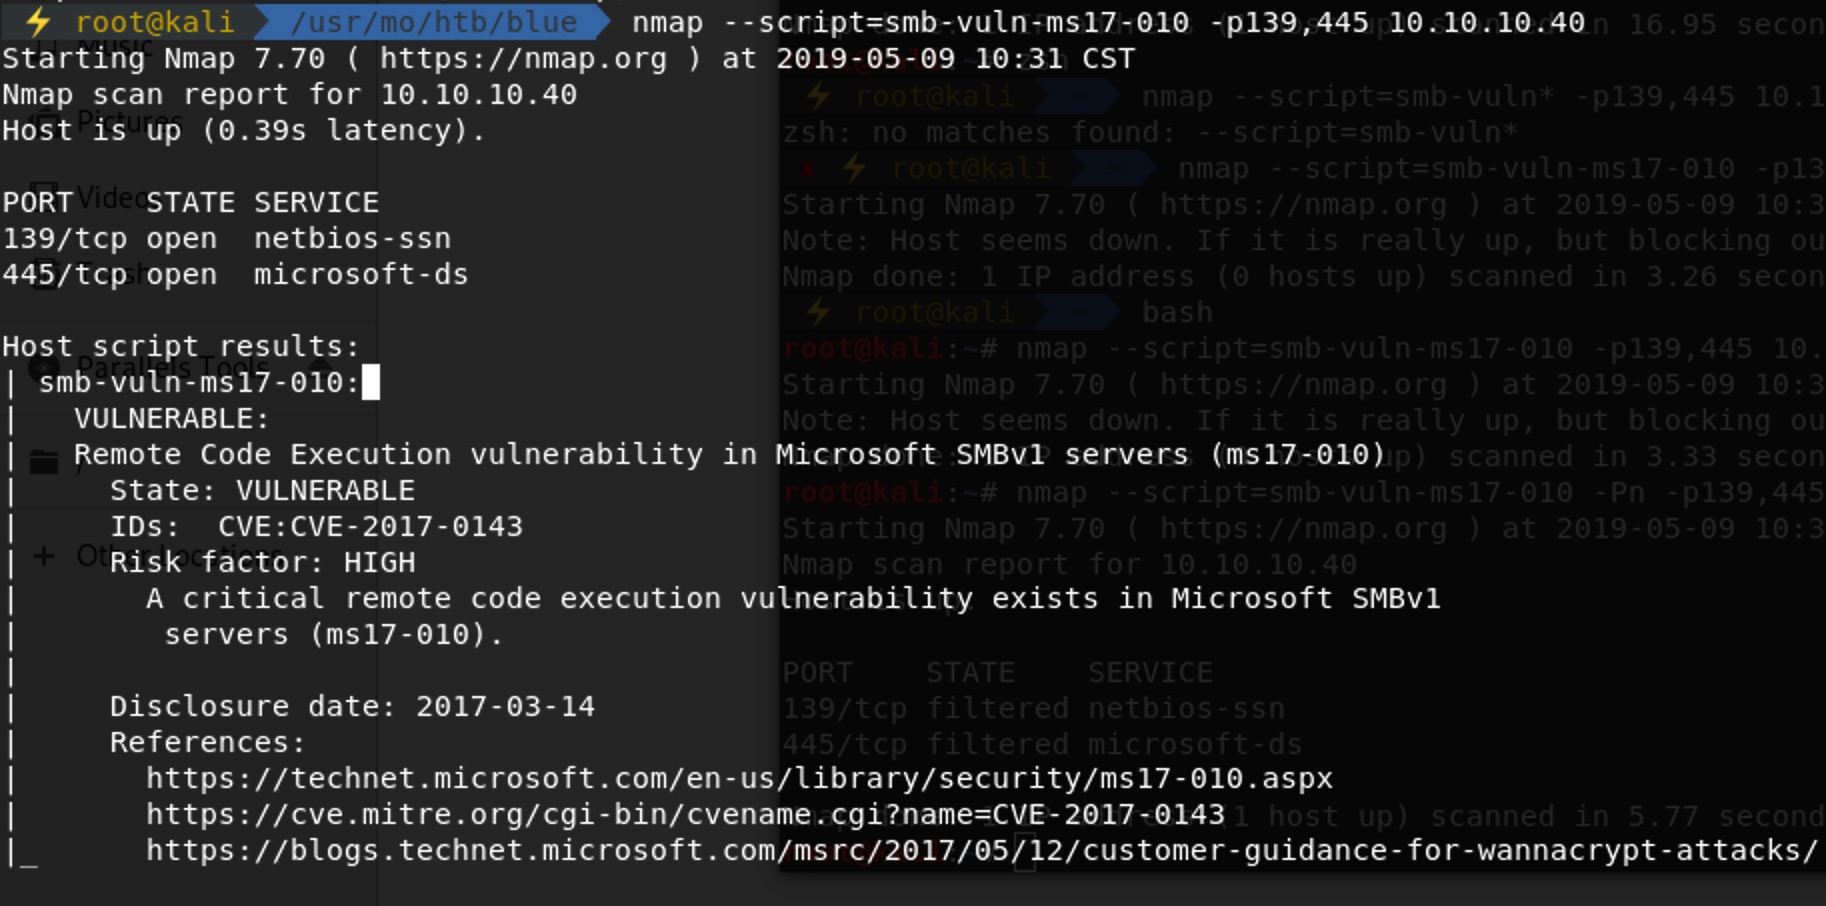 root@kali /usr/mo/htb/blue nmap --script=smb-vuln-ms17-010 -p139,445 10.10.10.40
Starting Nmap 7.70 ( https://nmap.org ) at 2019-05-09 10:31 CST
Nmap scan report for 10.10.10.40
Host is up (0.39s latency).
PORT STATE SERVICE
139/tcp open netbios-ssn
445/tcp open microsoft-ds
Host script results:
| smb-vuln-ms17-010:
| VULNERABLE:
| Remote Code Execution vulnerability in Microsoft SMBv1 servers (ms17-010)
| State: VULNERABLE
| IDs: CVE:CVE-2017-0143
| Risk factor: HIGH
| A critical remote code execution vulnerability exists in Microsoft SMBv1
| servers (ms17-010).
|
| Disclosure date: 2017-03-14
| References:
| https://technet.microsoft.com/en-us/library/security/ms17-010.aspx
| https://cve.mitre.org/cgi-bin/cvename.cgi?name=CVE-2017-0143
|_ https://blogs.technet.microsoft.com/msrc/2017/05/12/customer-guidance-for-wannacrypt-attacks/
Music
Pictures
Videos
Trash
Parallels Tools
/
+ Other Locations
16.95 secon
root@kali ~ nmap --script=smb-vuln* -p139,445 10.1
zsh: no matches found: --script=smb-vuln*
x root@kali ~ nmap --script=smb-vuln-ms17-010 -p13
Starting Nmap 7.70 ( https://nmap.org ) at 2019-05-09 10:3
Note: Host seems down. If it is really up, but blocking ou
Nmap done: 1 IP address (0 hosts up) scanned in 3.26 secon
root@kali ~ bash
root@kali:~# nmap --script=smb-vuln-ms17-010 -p139,445 10.
Starting Nmap 7.70 ( https://nmap.org ) at 2019-05-09 10:3
Note: Host seems down. If it is really up, but blocking ou
up) scanned in 3.33 secon
root@kali:~# nmap --script=smb-vuln-ms17-010 -Pn -p139,445
Starting Nmap 7.70 ( https://nmap.org ) at 2019-05-09 10:3
Nmap scan report for 10.10.10.40
PORT STATE SERVICE
139/tcp filtered netbios-ssn
445/tcp filtered microsoft-ds
(1 host up) scanned in 5.77 second